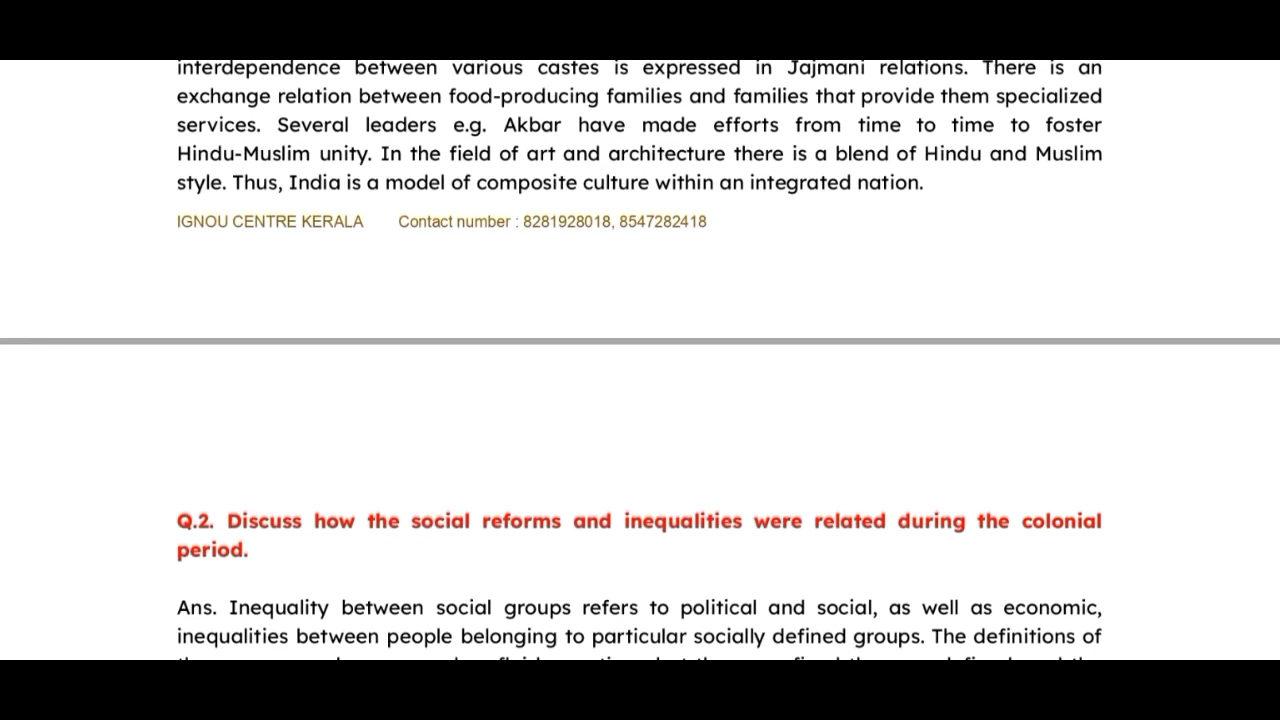 interdependence between various castes is expressed in Jajmani relations. There is an
exchange relation between food-producing families and families that provide them specialized
services. Several leaders e.g. Akbar have made efforts from time to time to foster
Hindu-Muslim unity. In the field of art and architecture there is a blend of Hindu and Muslim
style. Thus, India is a model of composite culture within an integrated nation.
IGNOU CENTRE KERALA Contact number : 8281928018, 8547282418
Q.2. Discuss how the social reforms and inequalities were related during the colonial
period.
Ans. Inequality between social groups refers to political and social, as well as economic,
inequalities between people belonging to particular socially defined groups. The definitions of